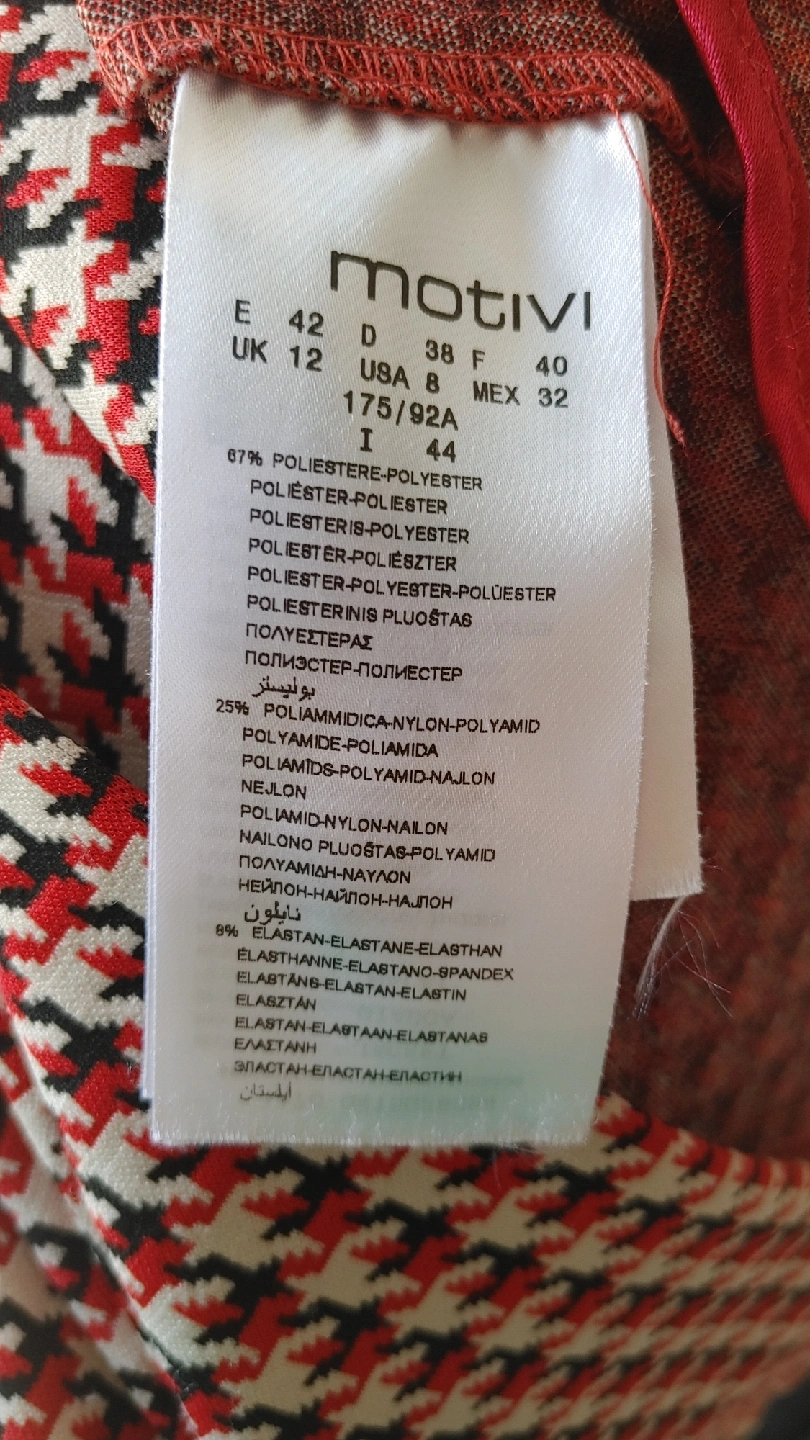 motivi
E 42 D 38 F 40
UK 12 USA 8 MEX 32
175/92A
I 44
67% POLIESTERE-POLYESTER
POLIÉSTER-POLIESTER
POLIESTERIS-POLYESTER
POLIESTÉR-POLIÉSZTER
POLIESTER-POLYESTER-POLÜESTER
POLIESTERINIS PLUOŠTAS
ΠΟΛΥΕΣΤΕΡΑΣ
ПОЛИЭСТЕР-ПОЛИЕСТЕР
بوليستر
25% POLIAMMIDICA-NYLON-POLYAMID
POLYAMIDE-POLIAMIDA
POLIAMĪDS-POLYAMID-NAJLON
NEJLON
POLIAMID-NYLON-NAILON
NAILONO PLUOŠTAS-POLYAMID
ΠΟΛΥΑΜΙΔΗ-ΝΑΥΛΟΝ
НЕЙЛОН-НАЙЛОН-НАЈЛОН
نايلون
8% ELASTAN-ELASTANE-ELASTHAN
ÉLASTHANNE-ELASTANO-SPANDEX
ELASTĀNS-ELASTAN-ELASTIN
ELASZTÁN
ELASTAN-ELASTAAN-ELASTANAS
ΕΛΑΣΤΑΝΗ
ЭЛАСТАН-ЕЛАСТАН-ЕЛАСТИН
أيلستان